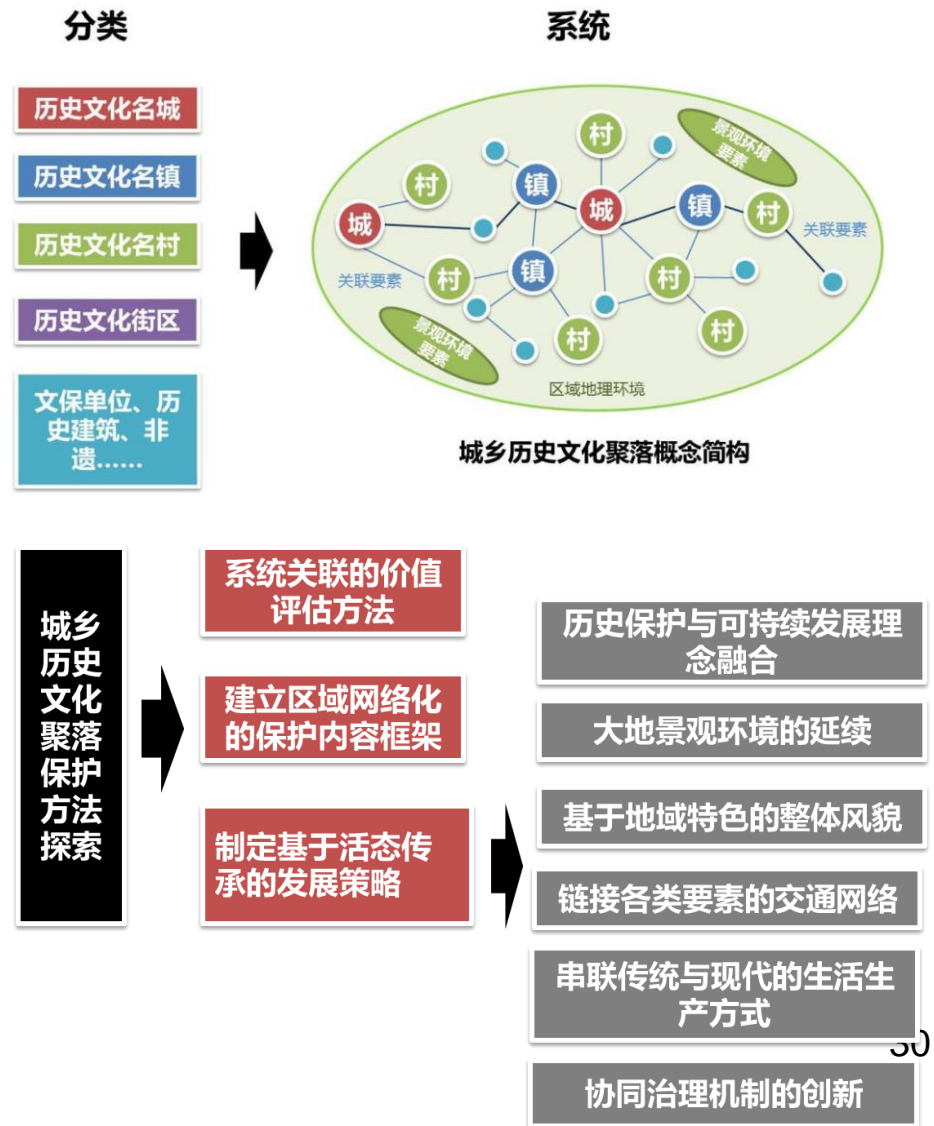 分类
系统
历史文化名城
历史文化名镇
历史文化名村
历史文化街区
文保单位、历
史建筑、非
遗......
村
景观环境
要素
村
镇
城
镇
村
城
关联要素
关联要素
村
镇
村
景观环境
要素
村
村
区域地理环境
城乡历史文化聚落概念简构
城乡
历史
文化
聚落
保护
方法
探索
系统关联的价值
评估方法
建立区域网络化
的保护内容框架
制定基于活态传
承的发展策略
历史保护与可持续发展理
念融合
大地景观环境的延续
基于地域特色的整体风貌
链接各类要素的交通网络
串联传统与现代的生活生
产方式
30
协同治理机制的创新